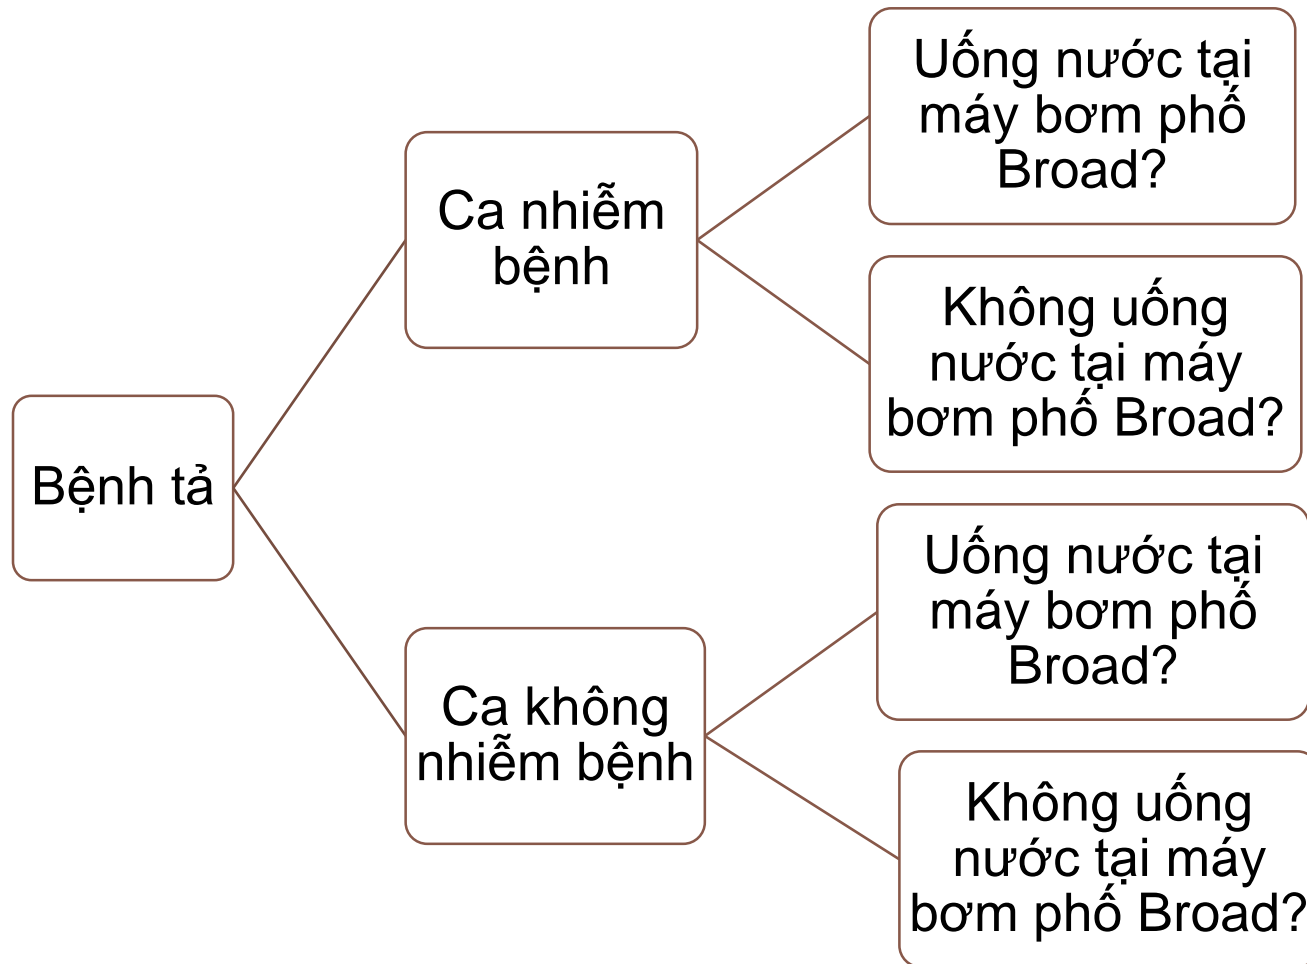 Uống nước tại
máy bơm phố
Broad?
Ca nhiễm
bệnh
Không uống
nước tại máy
bơm phố Broad?
Bệnh tả
Uống nước tại
máy bơm phố
Broad?
Ca không
nhiễm bệnh
Không uống
nước tại máy
bơm phố Broad?